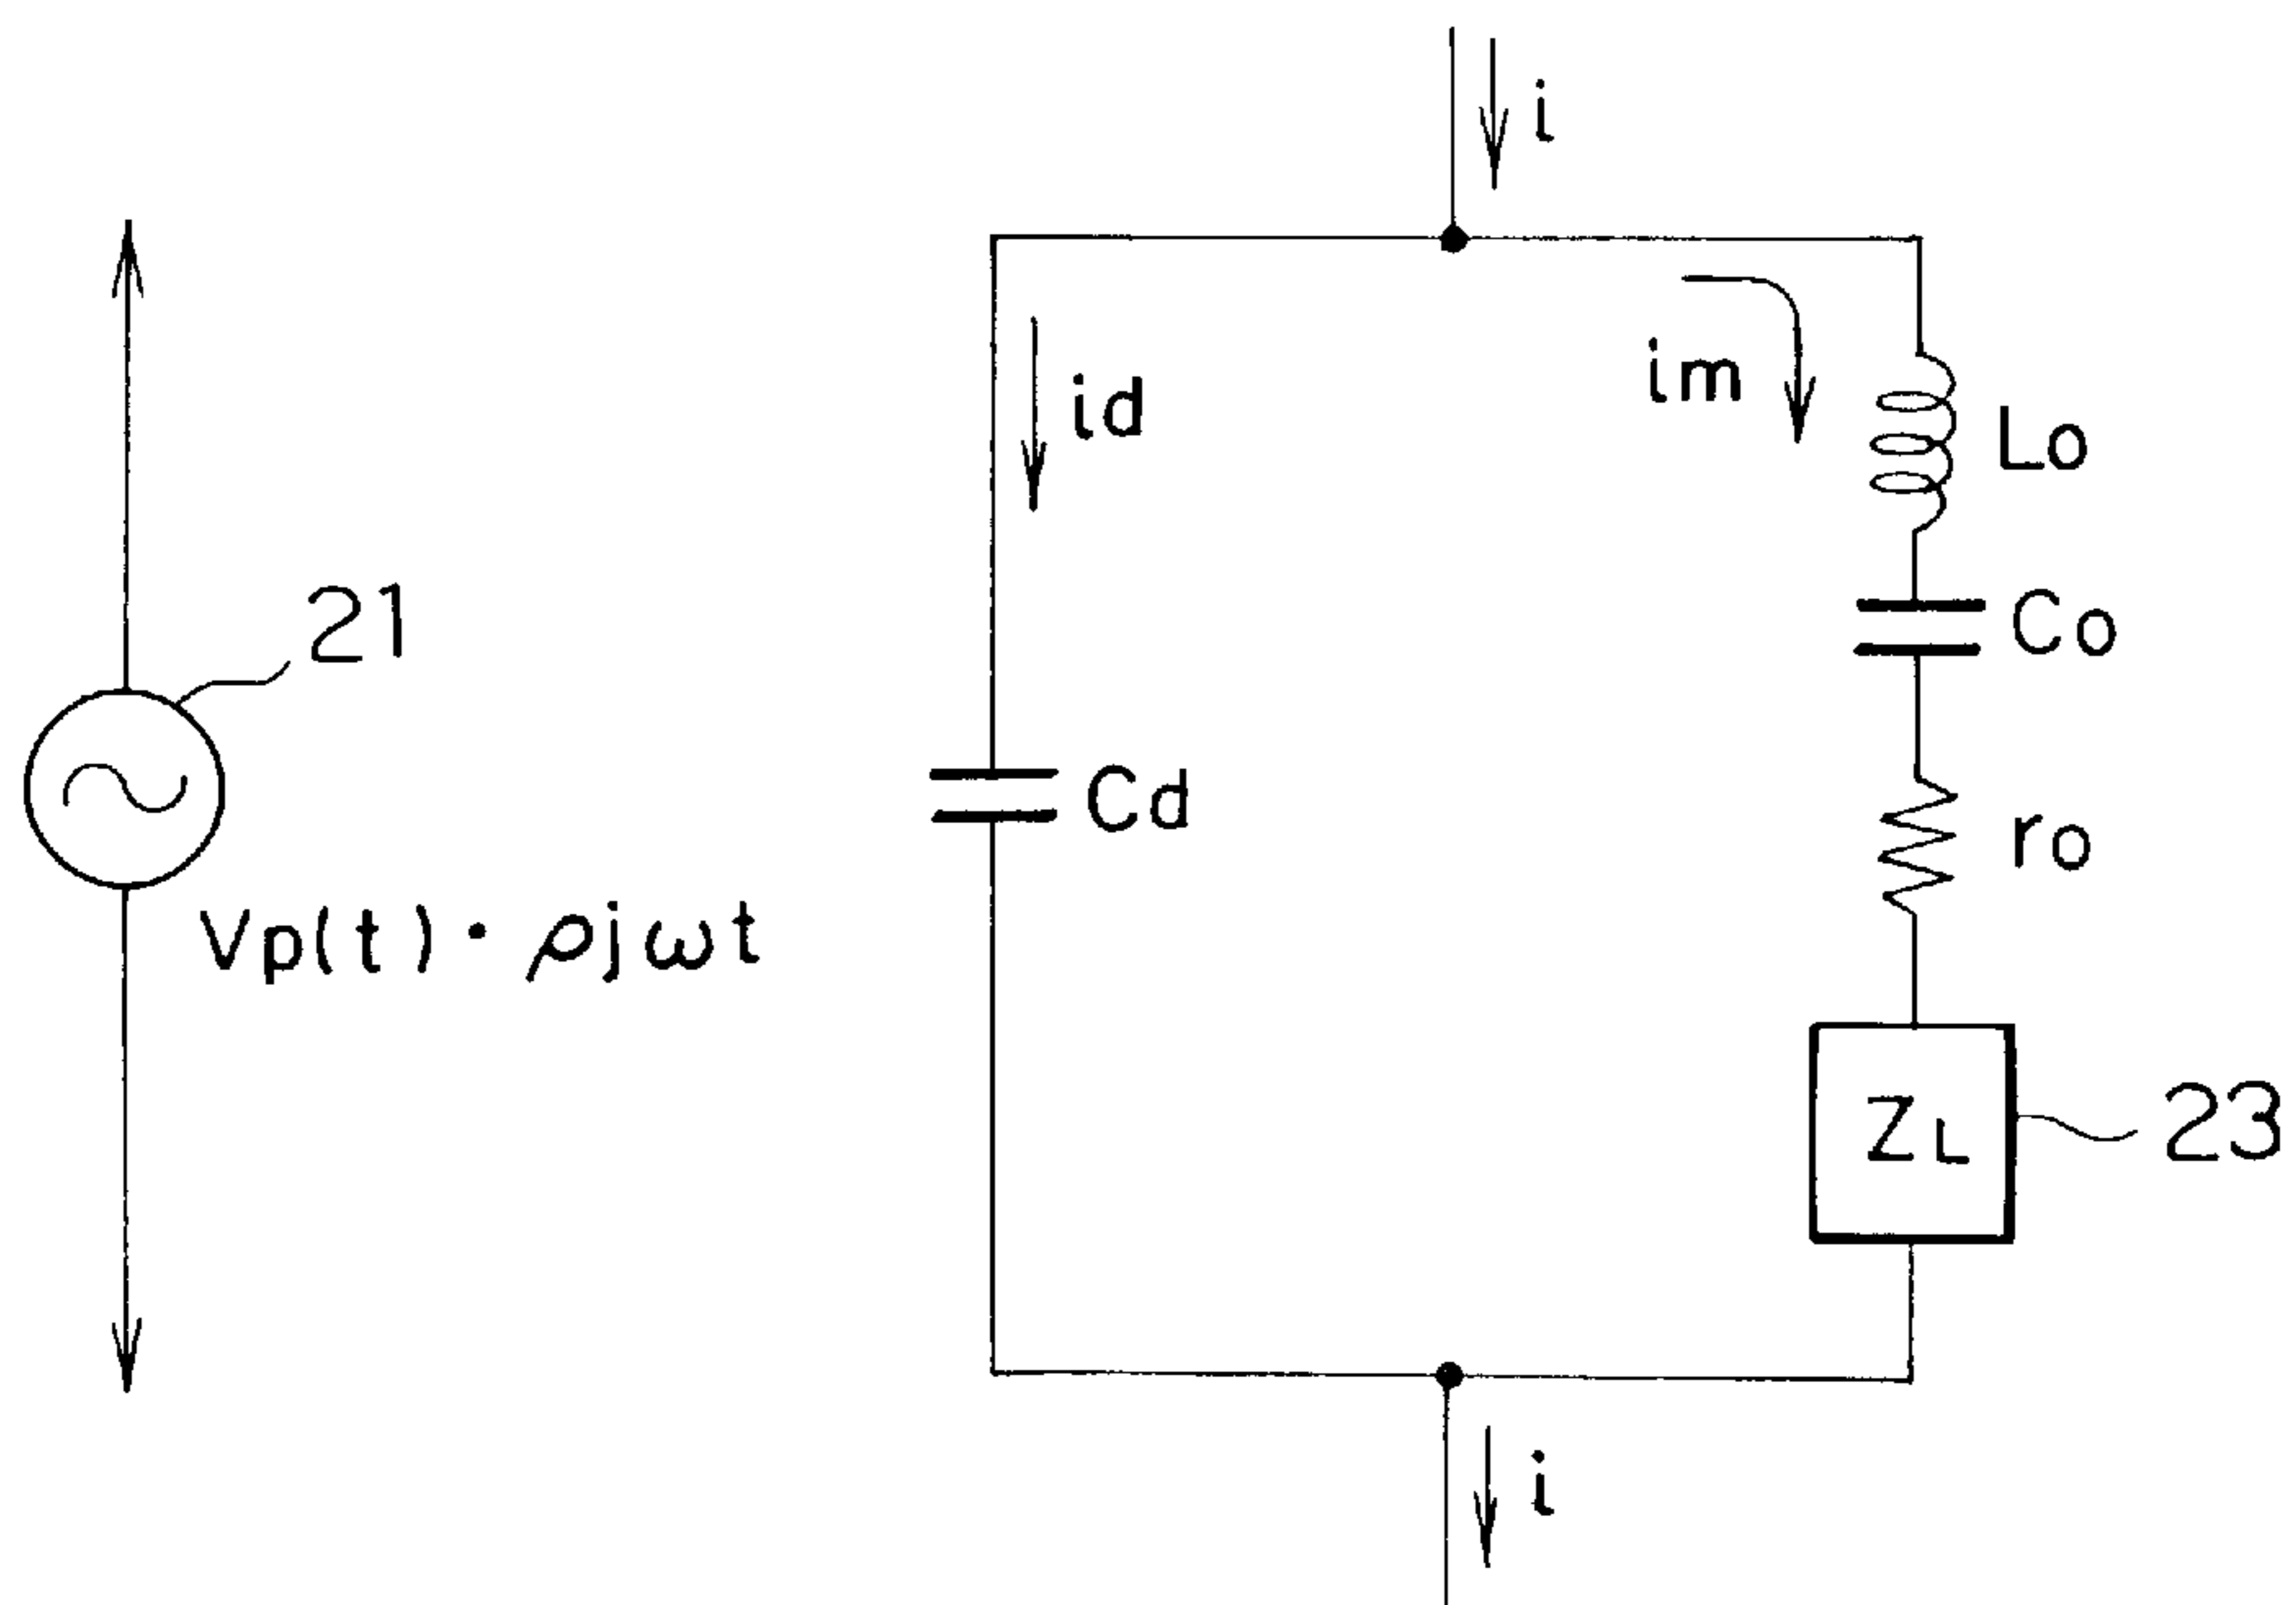 i
id
im
Lo
Co
21
Cd
ro
Vp(t)・ρjωt
ZL
23
i